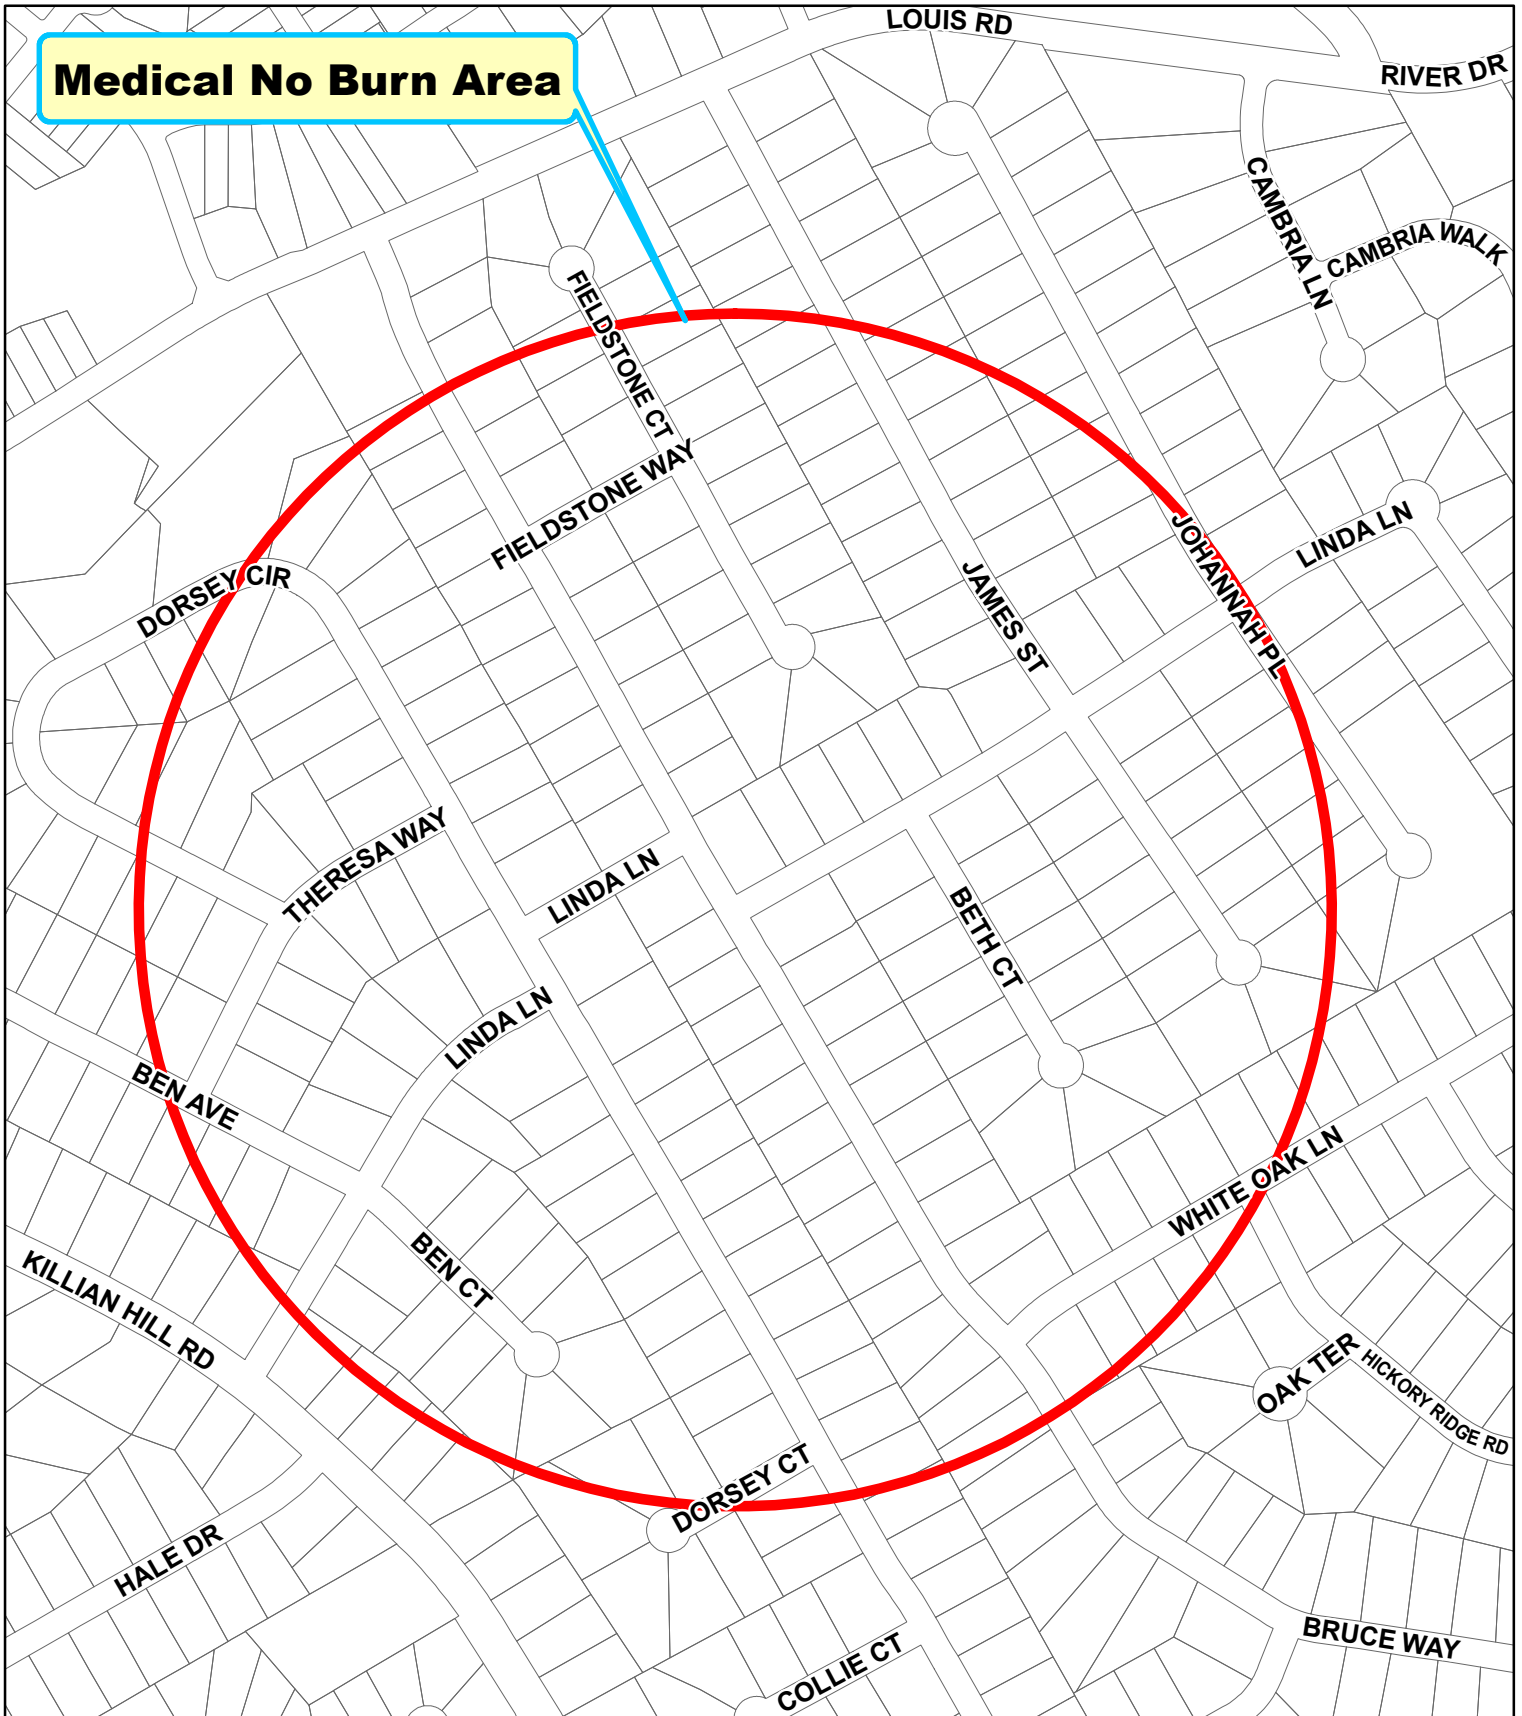 LOUIS RD
RIVER DR
Medical No Burn Area
CAMBRIA LN
CAMBRIA WALK
FIELDSTONE CT
FIELDSTONE WAY
LINDA LN
JOHANNAH PL
JAMES ST
DORSEY CIR
THERESA WAY
LINDA LN
BETH CT
LINDA LN
BEN AVE
WHITE OAK LN
BEN CT
KILLIAN HILL RD
OAK TER
HICKORY RIDGE RD
DORSEY CT
HALE DR
BRUCE WAY
COLLIE CT